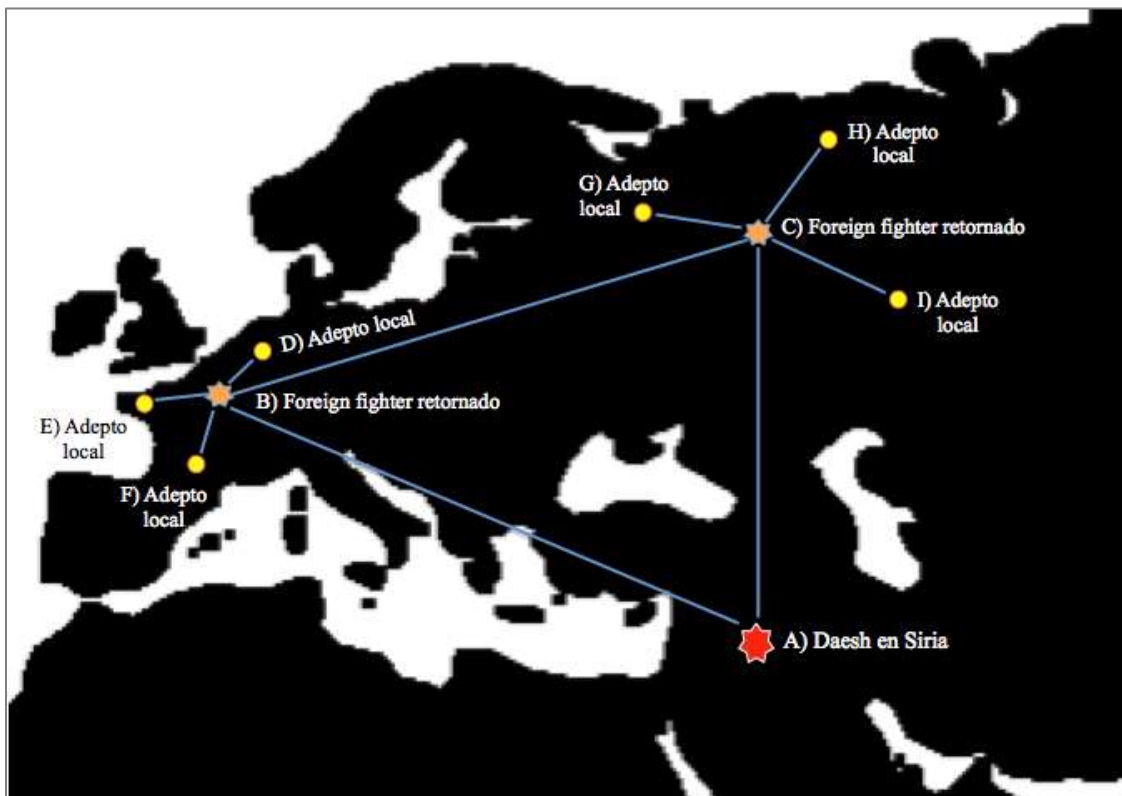 H) Adepto
local
G) Adepto
local
C) Foreign fighter retornado
I) Adepto
local
D) Adepto local
B) Foreign fighter retornado
E) Adepto
local
F) Adepto
local
A) Daesh en Siria